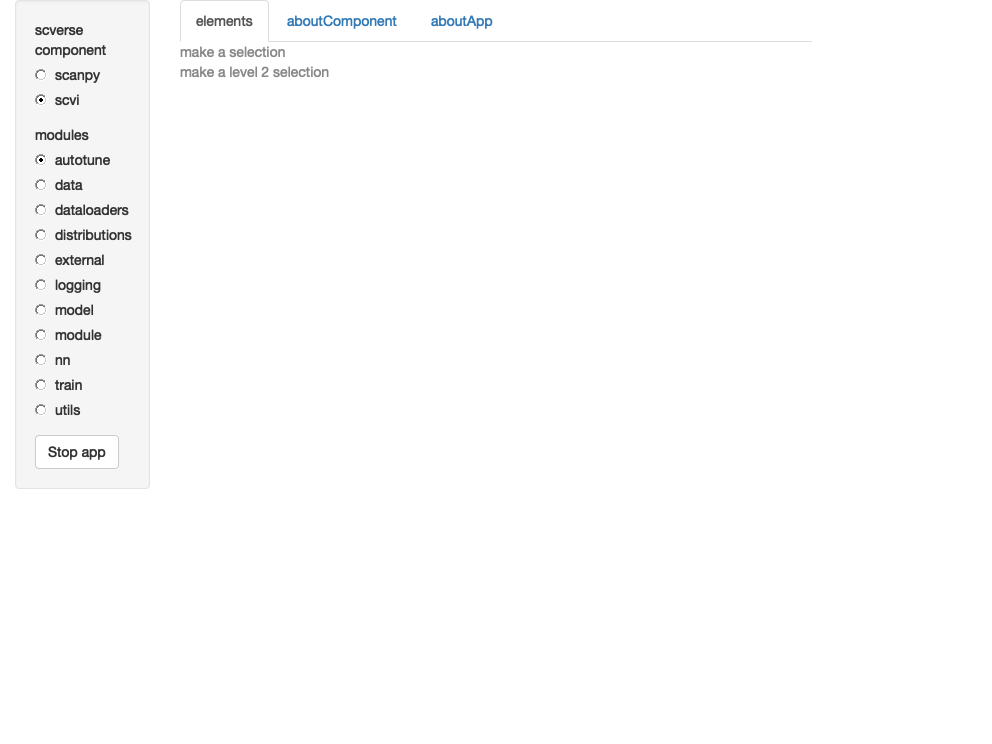 scverse
component
scanpy
scvi
modules
autotune
data
dataloaders
distributions
external
logging
model
module
nn
train
utils
Stop app
elements aboutComponent aboutApp
make a selection
make a level 2 selection